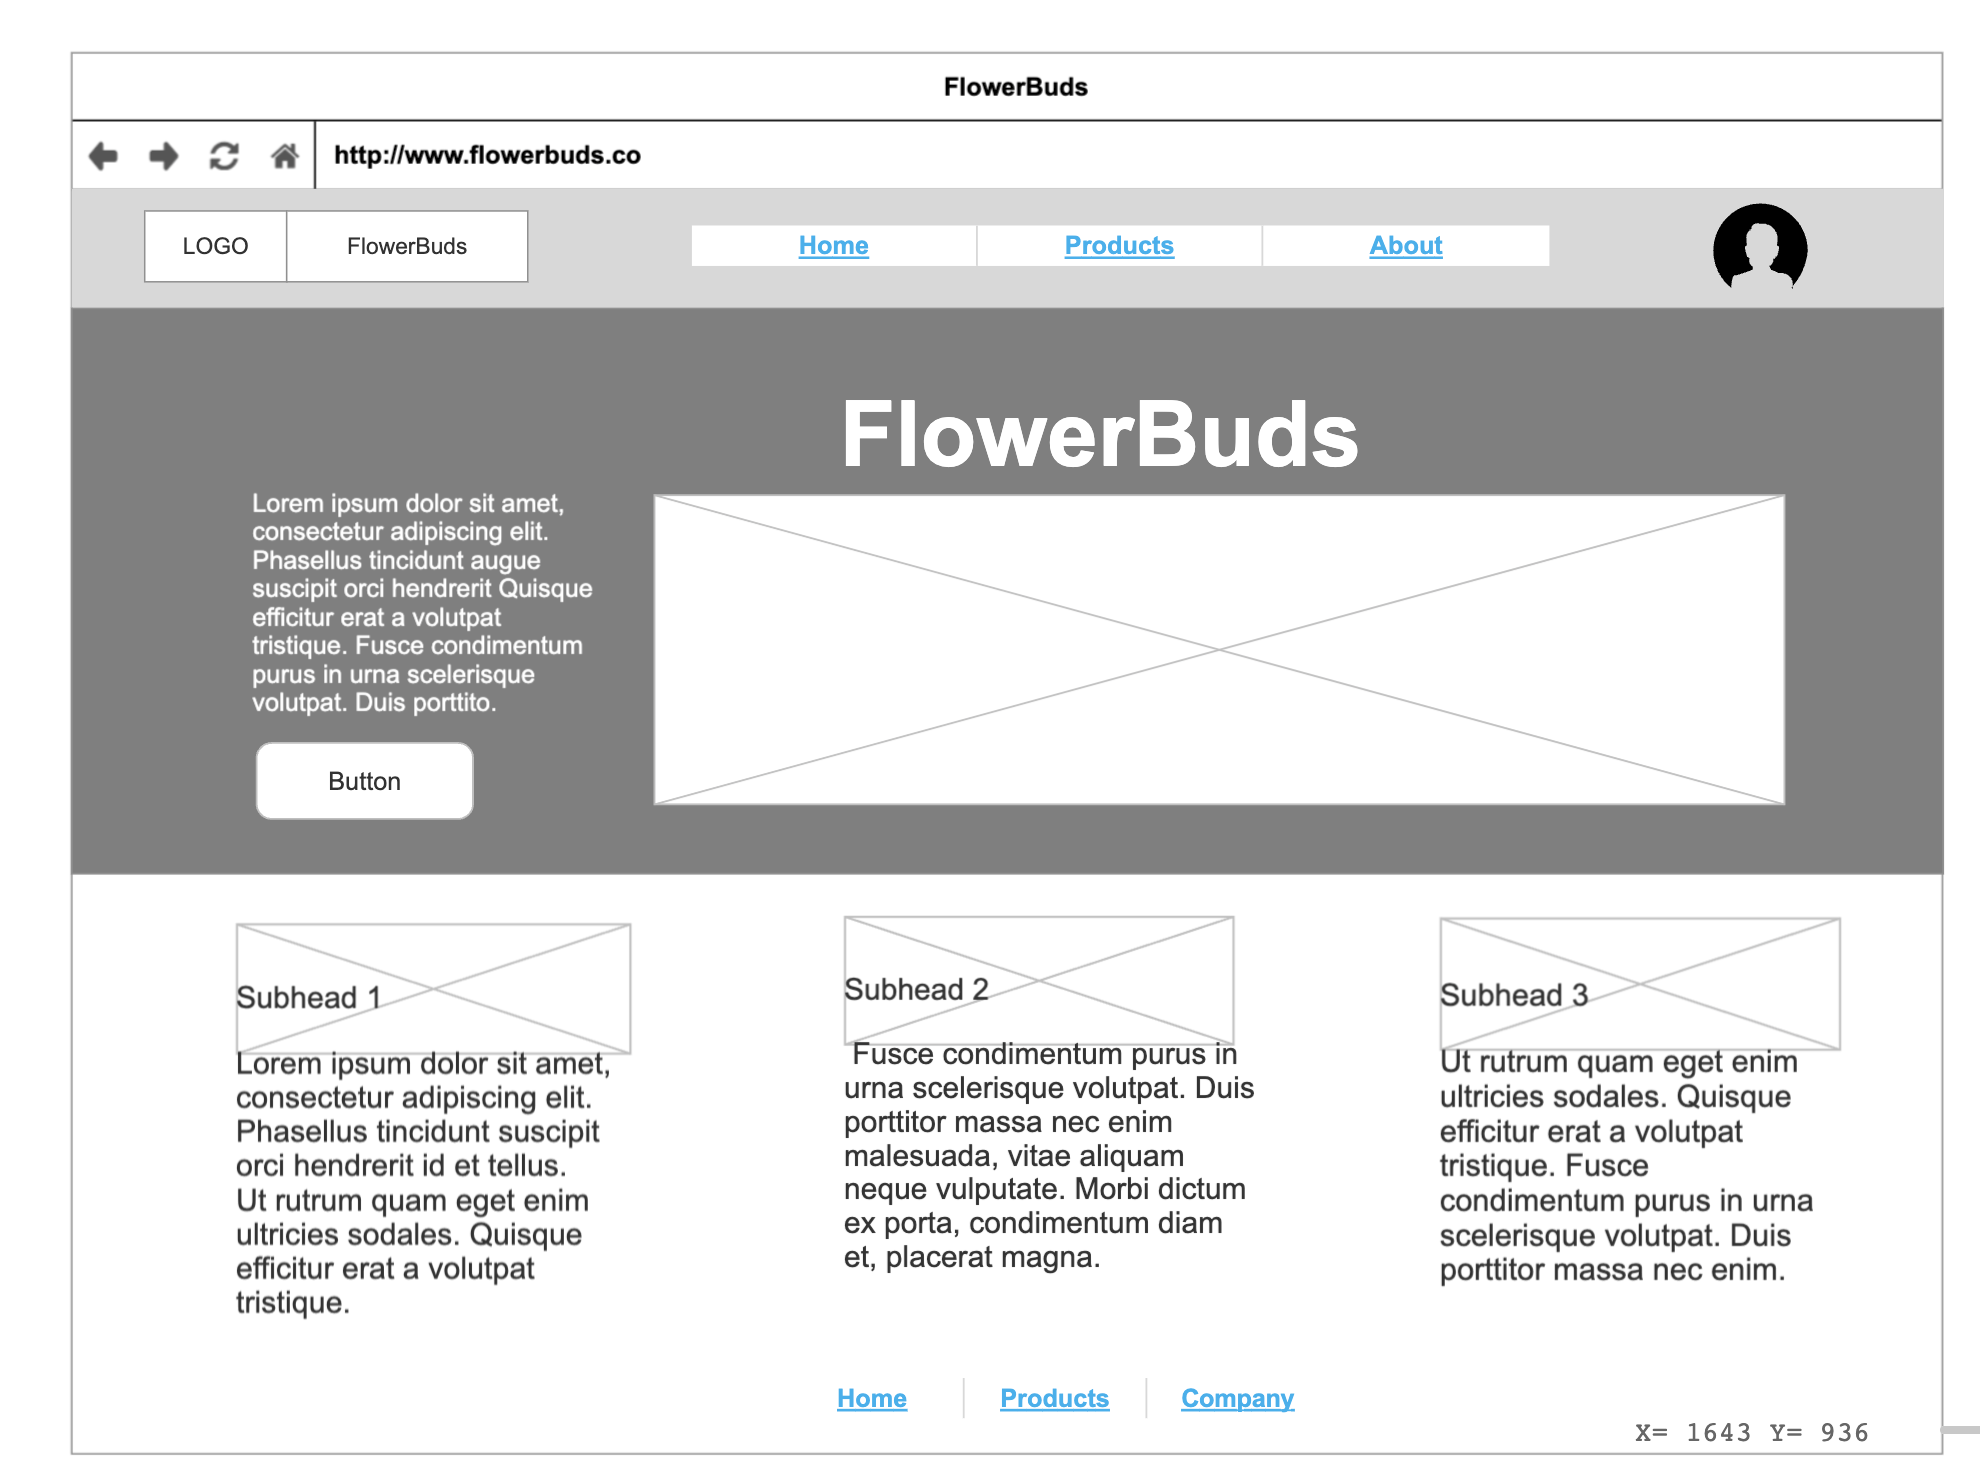 FlowerBuds
http://www.flowerbuds.co
LOGO
FlowerBuds
Home
Products
About
FlowerBuds
Lorem ipsum dolor sit amet,
consectetur adipiscing elit.
Phasellus tincidunt augue
suscipit orci hendrerit Quisque
efficitur erat a volutpat
tristique. Fusce condimentum
purus in urna scelerisque
volutpat. Duis porttito.
Button
Subhead 1
Lorem ipsum dolor sit amet,
consectetur adipiscing elit.
Phasellus tincidunt suscipit
orci hendrerit id et tellus.
Ut rutrum quam eget enim
ultricies sodales. Quisque
efficitur erat a volutpat
tristique.
Subhead 2
Fusce condimentum purus in
urna scelerisque volutpat. Duis
porttitor massa nec enim
malesuada, vitae aliquam
neque vulputate. Morbi dictum
ex porta, condimentum diam
et, placerat magna.
Subhead 3
Ut rutrum quam eget enim
ultricies sodales. Quisque
efficitur erat a volutpat
tristique. Fusce
condimentum purus in urna
scelerisque volutpat. Duis
porttitor massa nec enim.
Home
Products
Company
X= 1643 Y= 936